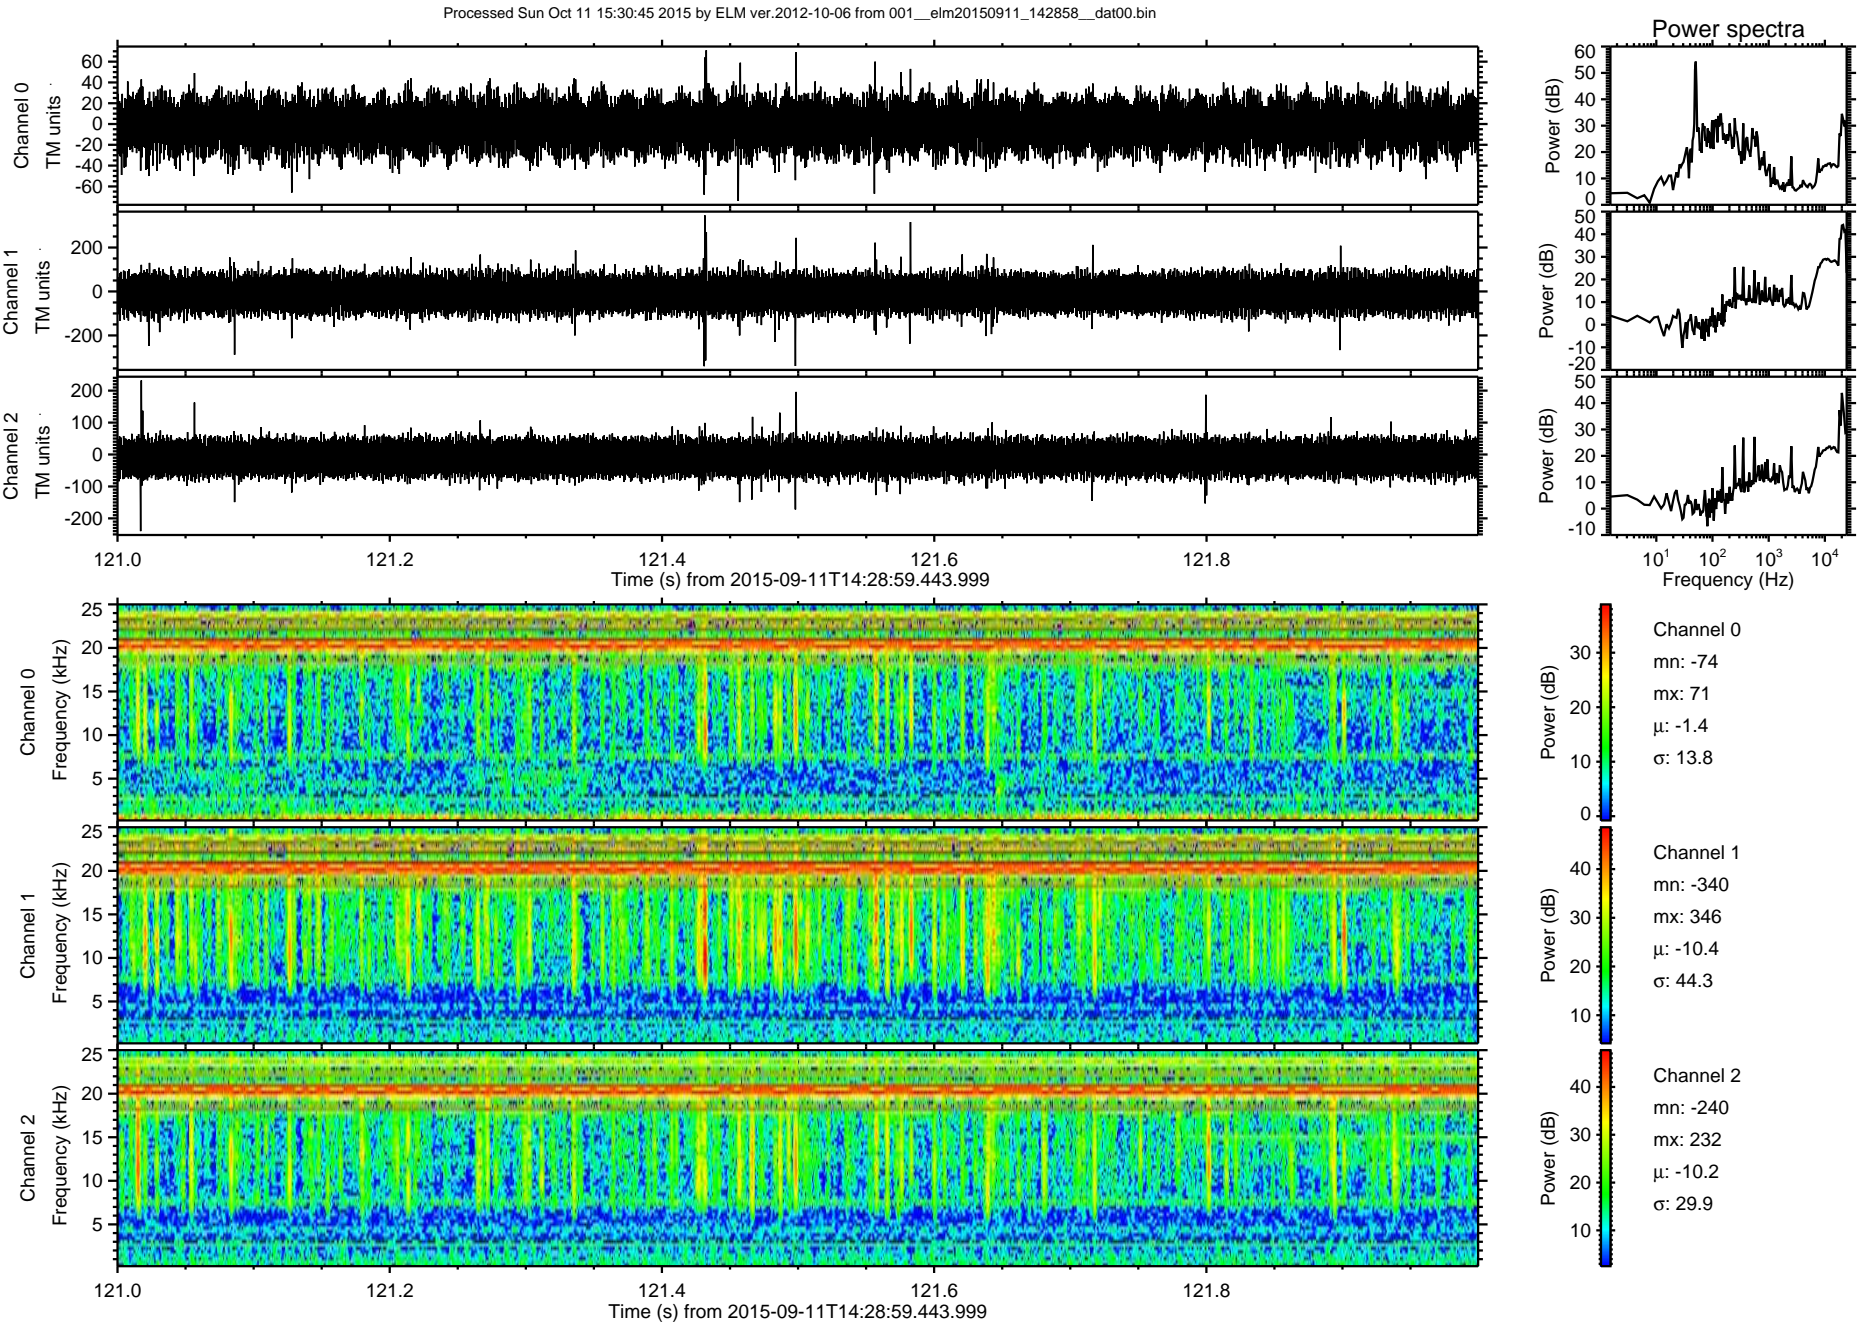 Processed Sun Oct 11 15:30:45 2015 by ELM ver.2012-10-06 from 001__elm20150911_142858__dat00.bin
Power spectra
Channel 0
TM units
60
40
20
0
-20
-40
-60
Power (dB)
60
50
40
30
20
10
0
Channel 1
TM units
200
0
-200
Power (dB)
50
40
30
20
10
0
-10
-20
Channel 2
TM units
200
100
0
-100
-200
Power (dB)
50
40
30
20
10
0
-10
121.0 121.2 121.4 121.6 121.8
Time (s) from 2015-09-11T14:28:59.443.999
10^1 10^2 10^3 10^4
Frequency (Hz)
Channel 0
Frequency (kHz)
25
20
15
10
5
Power (dB)
30
20
10
0
Channel 0
mn: -74
mx: 71
μ: -1.4
σ: 13.8
Channel 1
Frequency (kHz)
25
20
15
10
5
Power (dB)
40
30
20
10
Channel 1
mn: -340
mx: 346
μ: -10.4
σ: 44.3
Channel 2
Frequency (kHz)
25
20
15
10
5
Power (dB)
40
30
20
10
Channel 2
mn: -240
mx: 232
μ: -10.2
σ: 29.9
121.0 121.2 121.4 121.6 121.8
Time (s) from 2015-09-11T14:28:59.443.999